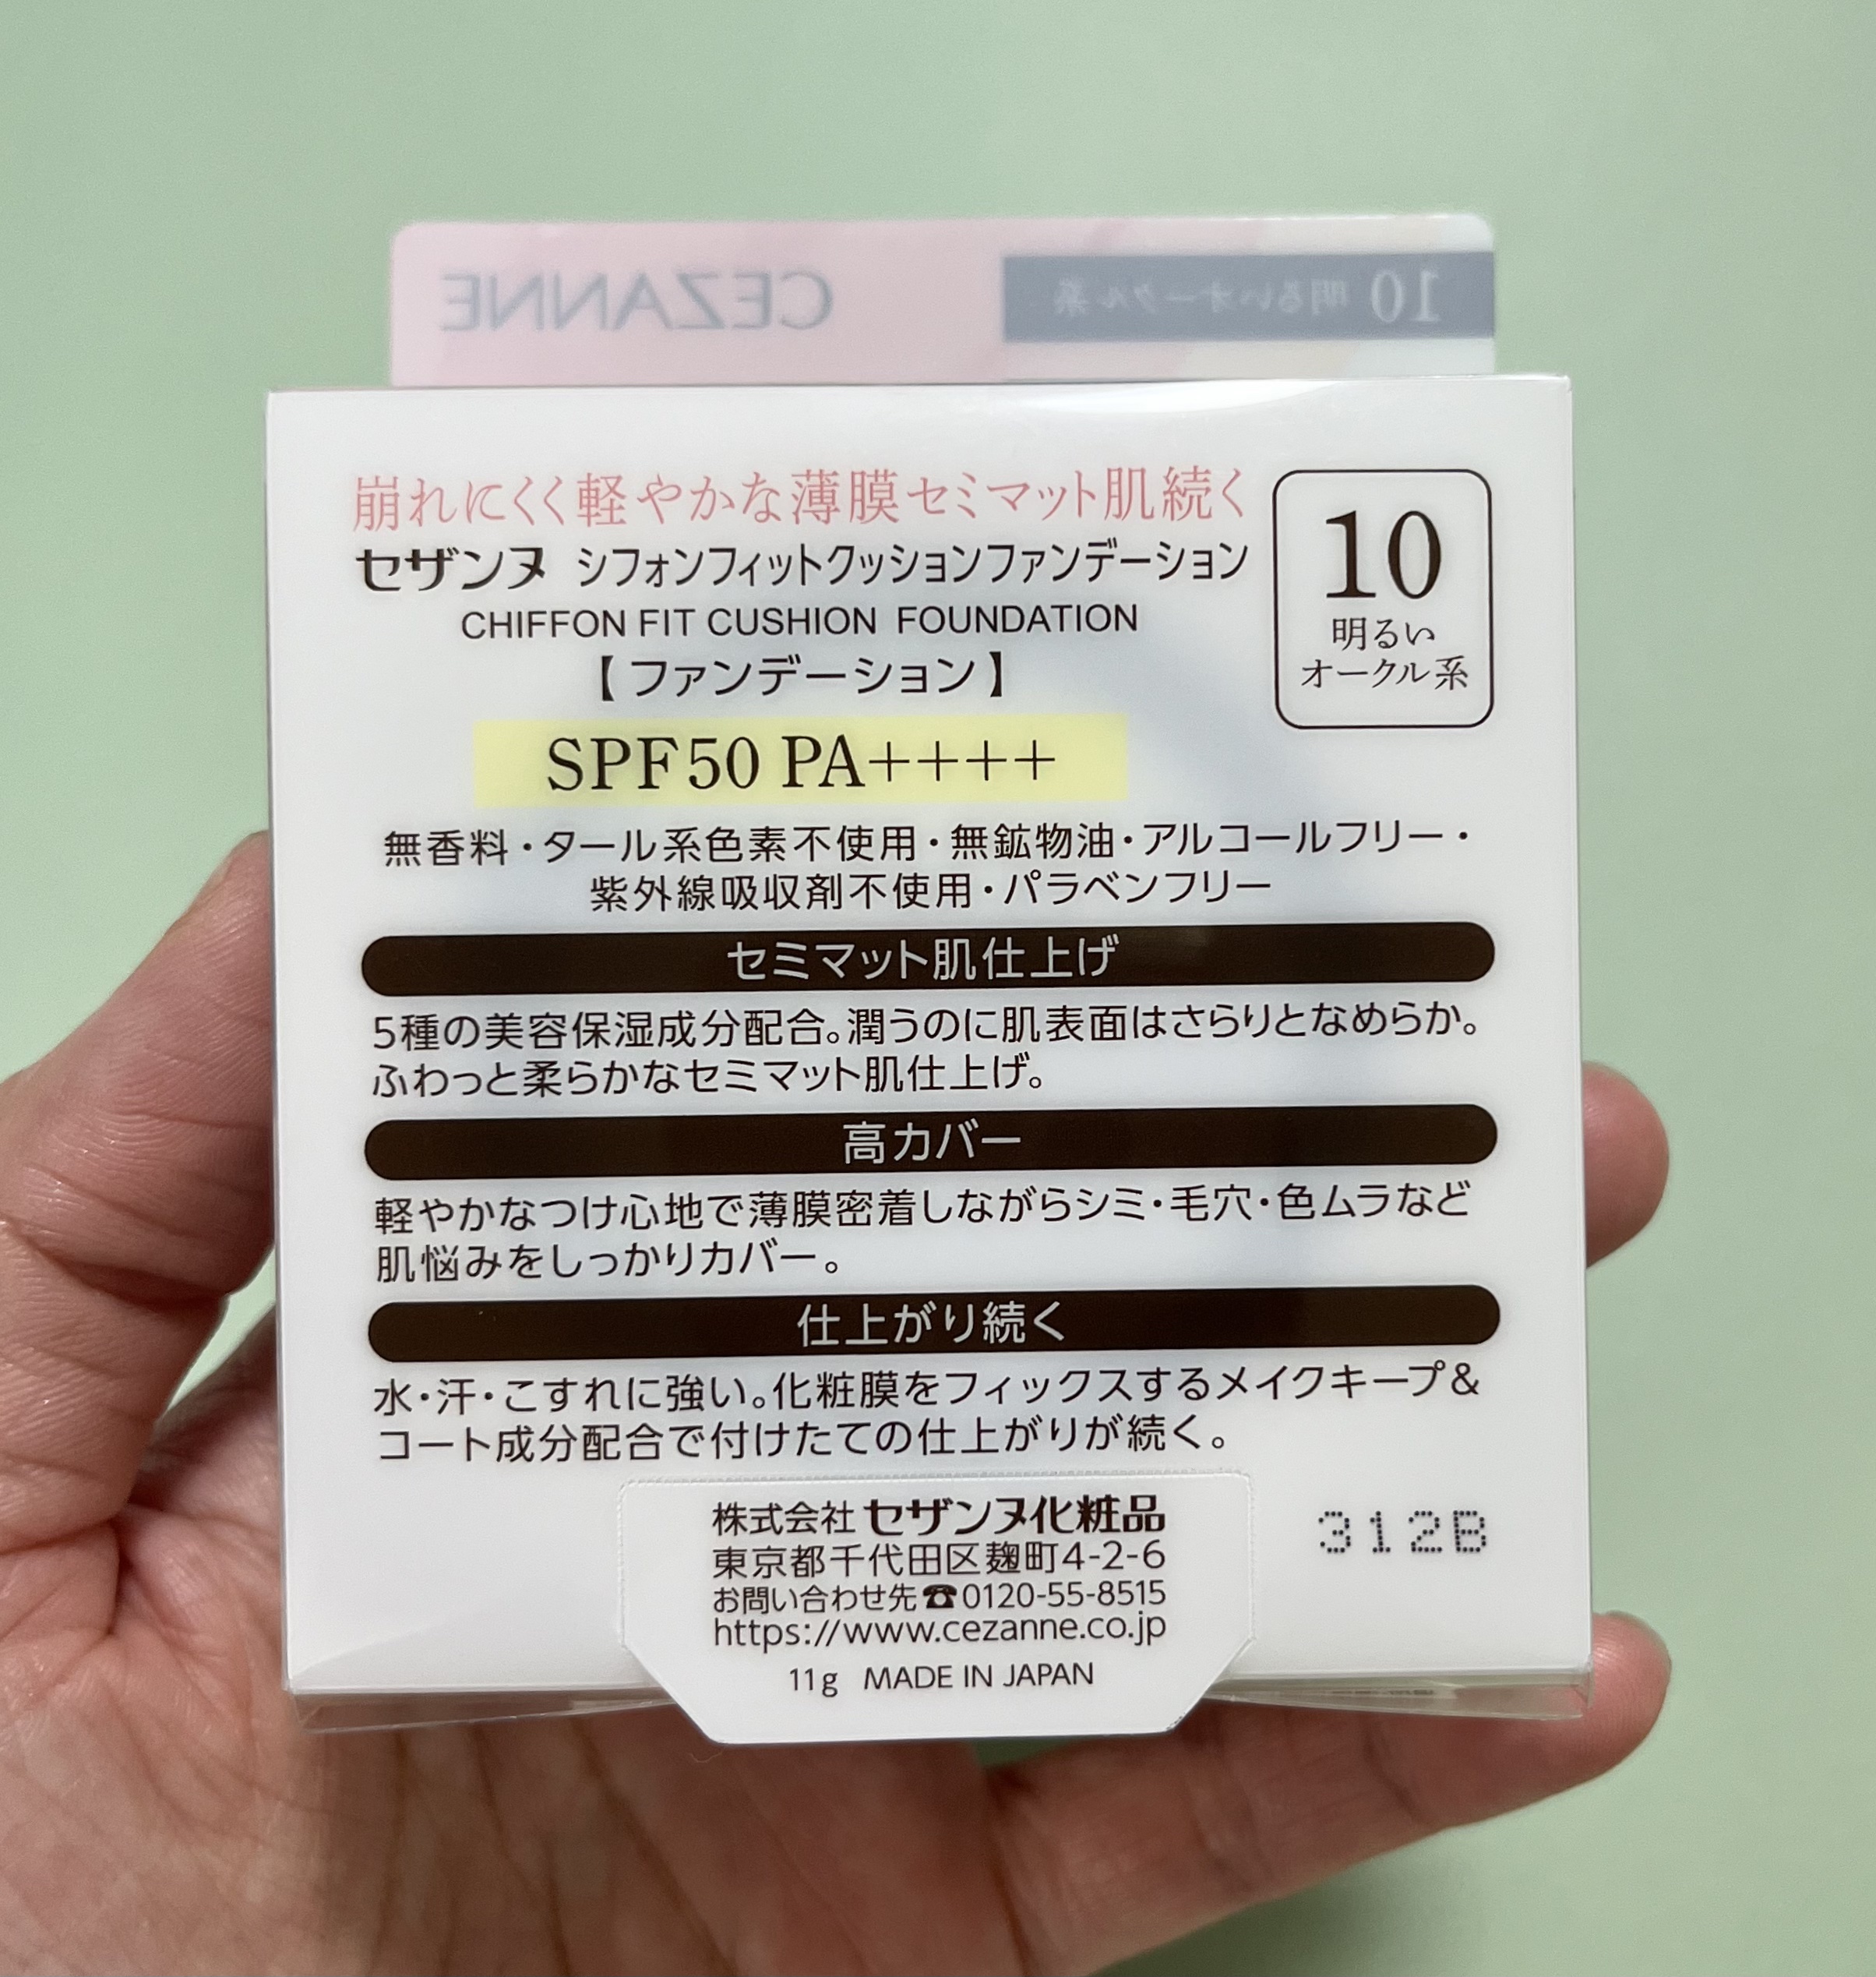 CEZANNE
10 明るいオークル系
崩れにくく軽やかな薄膜セミマット肌続く
セザンヌ シフォンフィットクッションファンデーション
CHIFFON FIT CUSHION FOUNDATION
【ファンデーション】
10
明るい
オークル系
SPF50 PA++++
無香料・タール系色素不使用・無鉱物油・アルコールフリー・
紫外線吸収剤不使用・パラベンフリー
セミマット肌仕上げ
5種の美容保湿成分配合。潤うのに肌表面はさらりとなめらか。
ふわっと柔らかなセミマット肌仕上げ。
高カバー
軽やかなつけ心地で薄膜密着しながらシミ・毛穴・色ムラなど
肌悩みをしっかりカバー。
仕上がり続く
水・汗・こすれに強い。化粧膜をフィックスするメイクキープ&
コート成分配合で付けたての仕上がりが続く。
株式会社 セザンヌ化粧品
東京都千代田区麹町4-2-6
お問い合わせ先☎0120-55-8515
https://www.cezanne.co.jp
11g MADE IN JAPAN
312B